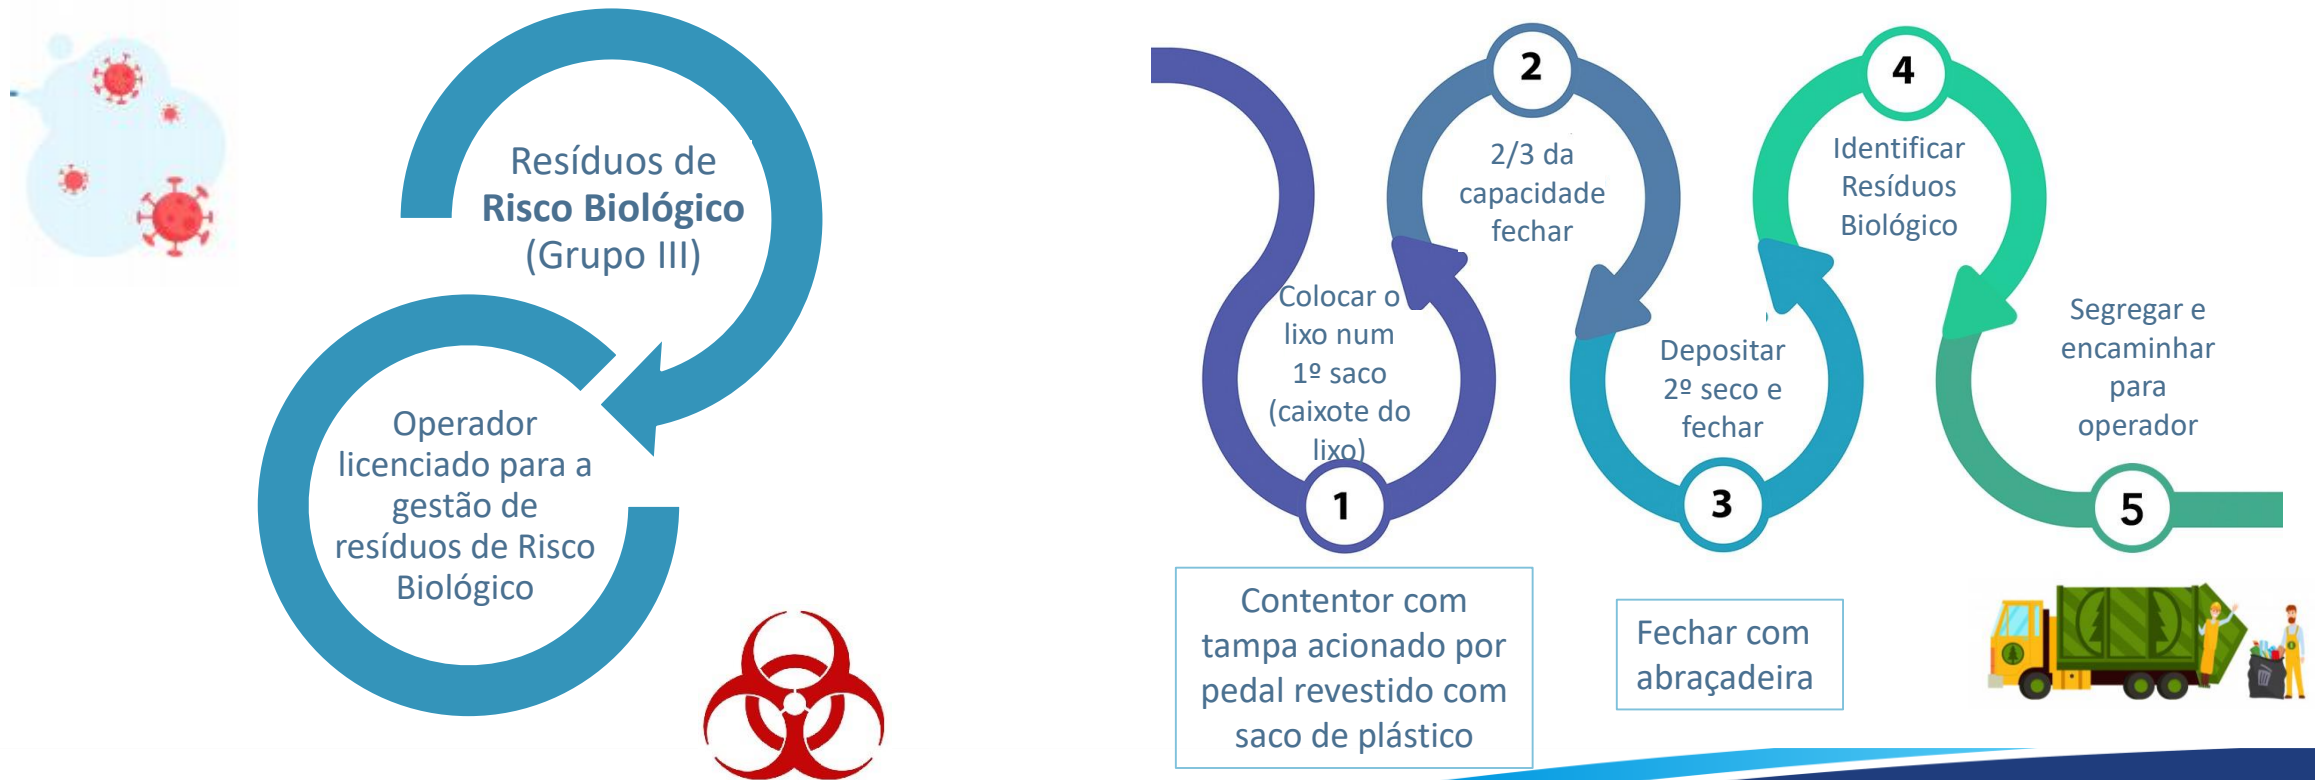 Resíduos de
Risco Biológico
(Grupo III)
Operador
licenciado para a
gestão de
resíduos de Risco
Biológico
Colocar o
lixo num
1º saco
(caixote do
lixo)
1
Contentor com
tampa acionado por
pedal revestido com
saco de plástico
2
2/3 da
capacidade
fechar
Depositar
2º seco e
fechar
3
Fechar com
abraçadeira
4
Identificar
Resíduos
Biológico
Segregar e
encaminhar
para
operador
5